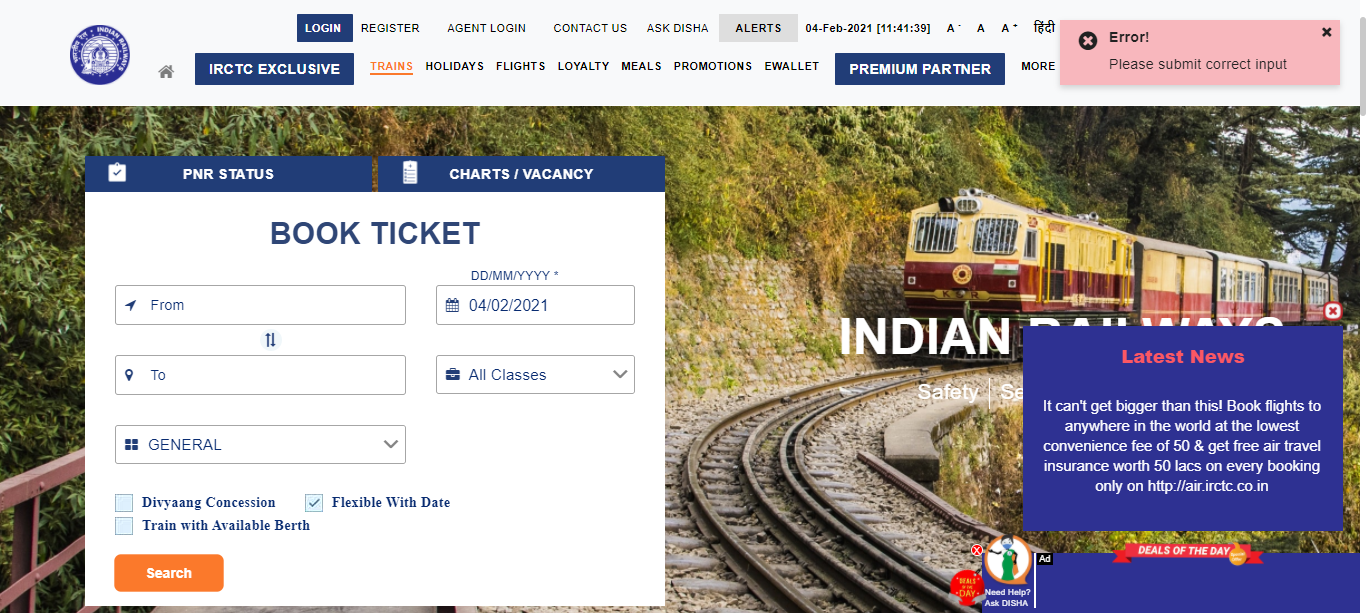 LOGIN REGISTER AGENT LOGIN CONTACT US ASK DISHA ALERTS 04-Feb-2021 [11:41:39] A - A A + हिंदी
Error!
Please submit correct input
INDIAN RAILWAYS
IRCTC EXCLUSIVE TRAINS HOLIDAYS FLIGHTS LOYALTY MEALS PROMOTIONS EWALLET PREMIUM PARTNER MORE
PNR STATUS CHARTS / VACANCY
BOOK TICKET
DD/MM/YYYY *
From 04/02/2021
To All Classes
GENERAL
Divyaang Concession Flexible With Date
Train with Available Berth
Search
INDIAN RAILWAYS
Safety Se
Latest News
It can't get bigger than this! Book flights to
anywhere in the world at the lowest
convenience fee of 50 & get free air travel
insurance worth 50 lacs on every booking
only on http://air.irctc.co.in
DEALS OF THE DAY
Ad
DEALS
OF THE
DAY
Need Help?
Ask DISHA